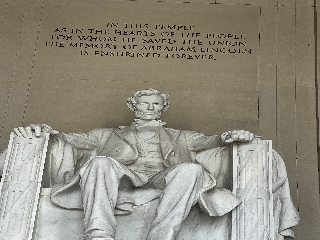 IN THIS TEMPLE
AS IN THE HEARTS OF THE PEOPLE
FOR WHOM HE SAVED THE UNION
THE MEMORY OF ABRAHAM LINCOLN
IS ENSHRINED FOREVER